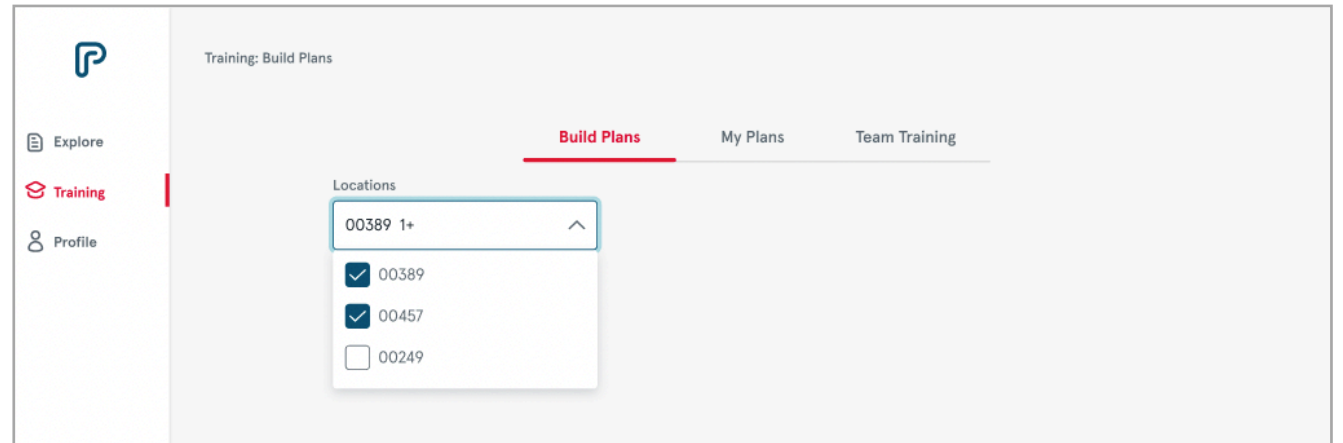 Training: Build Plans
Explore
Training
Profile
Build Plans My Plans Team Training
Locations
00389 1+
00389
00457
00249